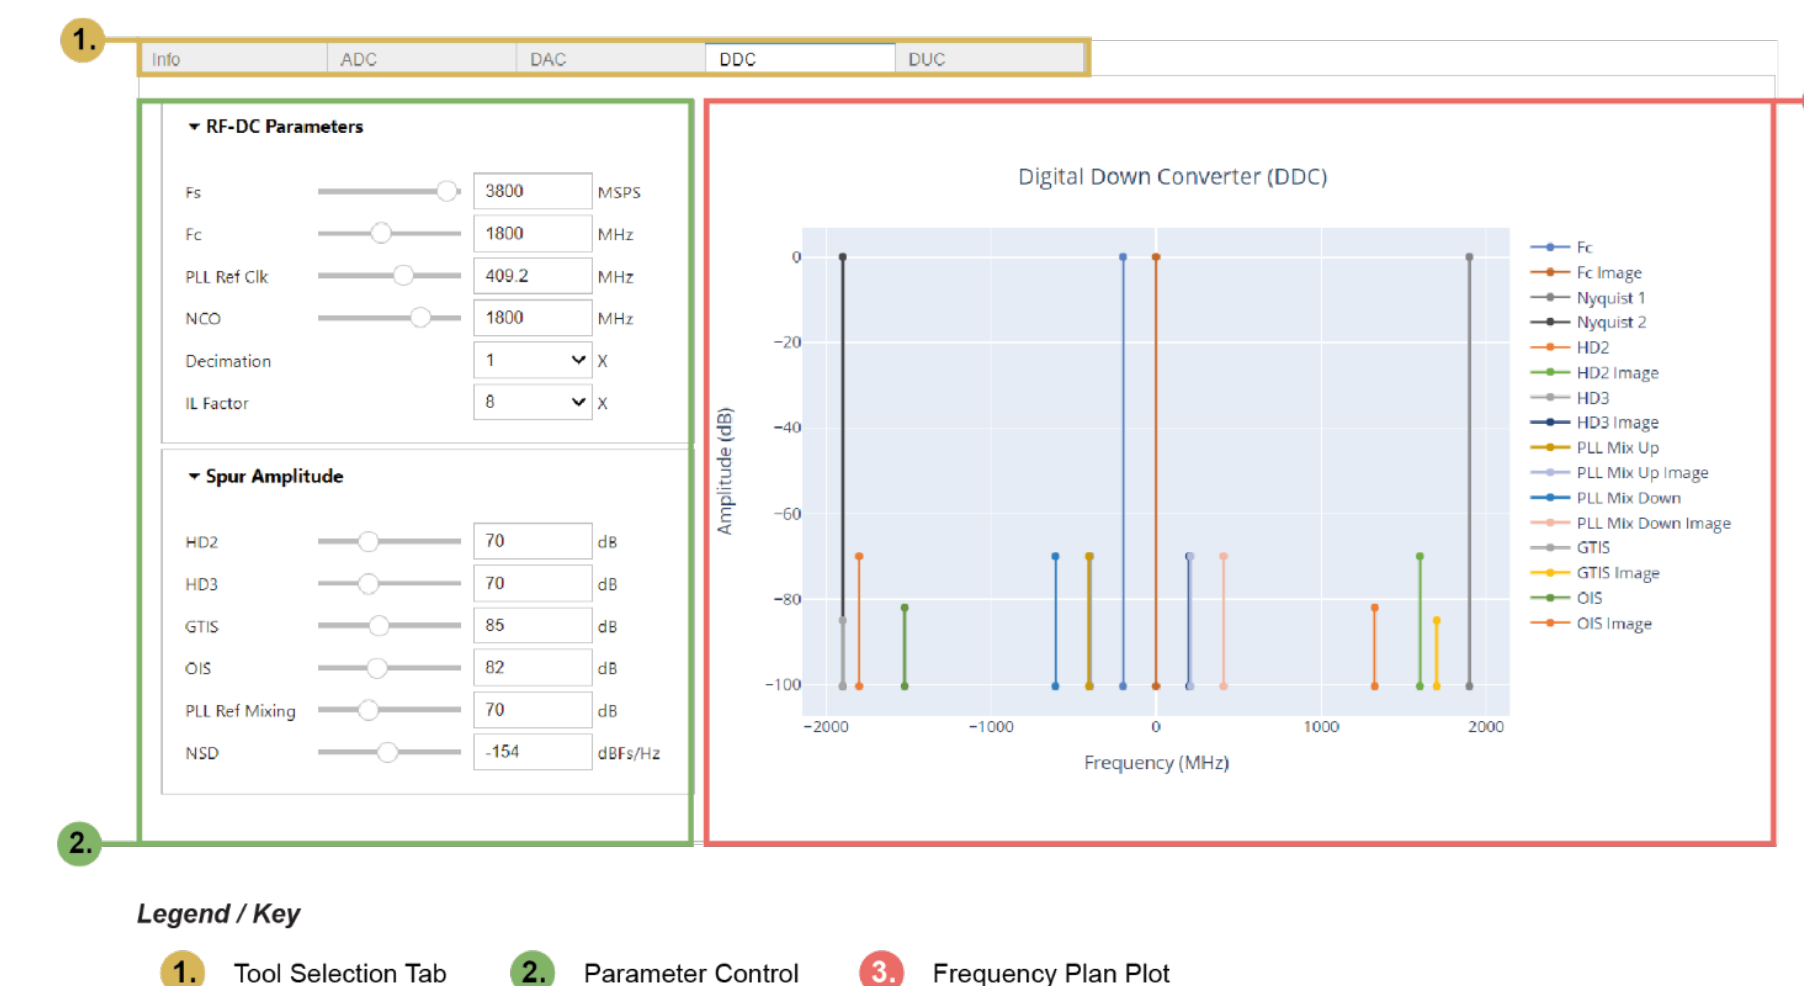 1.
Info ADC DAC DDC DUC
▾ RF-DC Parameters
Fs 3800 MSPS
Fc 1800 MHz
PLL Ref Clk 409.2 MHz
NCO 1800 MHz
Decimation 1 X
IL Factor 8 X
▾ Spur Amplitude
HD2 70 dB
HD3 70 dB
GTIS 85 dB
OIS 82 dB
PLL Ref Mixing 70 dB
NSD -154 dBFs/Hz
2.
Digital Down Converter (DDC)
Amplitude (dB)
0
−20
−40
−60
−80
−100
−2000 −1000 0 1000 2000
Frequency (MHz)
Fc
Fc Image
Nyquist 1
Nyquist 2
HD2
HD2 Image
HD3
HD3 Image
PLL Mix Up
PLL Mix Up Image
PLL Mix Down
PLL Mix Down Image
GTIS
GTIS Image
OIS
OIS Image
Legend / Key
1. Tool Selection Tab 2. Parameter Control 3. Frequency Plan Plot